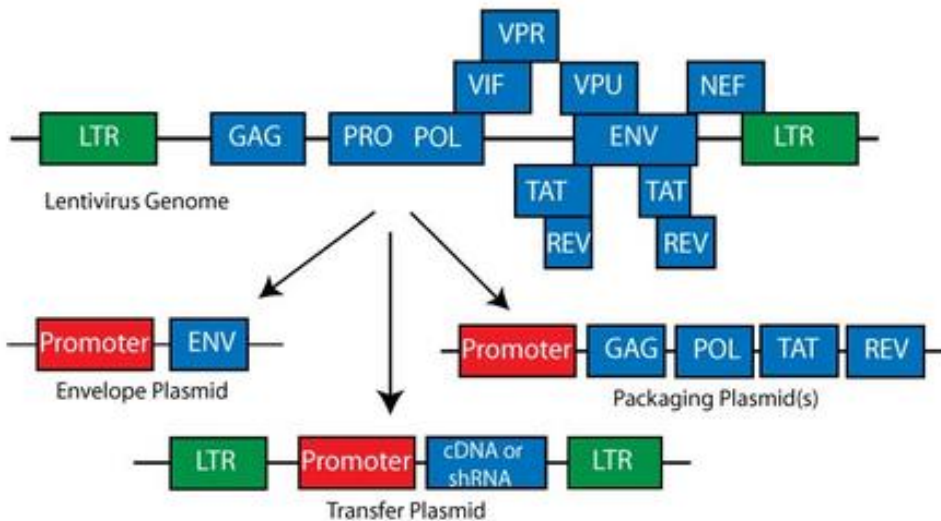 VPR
VIF VPU NEF
LTR GAG PRO POL ENV LTR
Lentivirus Genome
TAT TAT
REV REV
Promoter ENV
Envelope Plasmid
Promoter GAG POL TAT REV
Packaging Plasmid(s)
LTR Promoter cDNA or LTR
shRNA
Transfer Plasmid